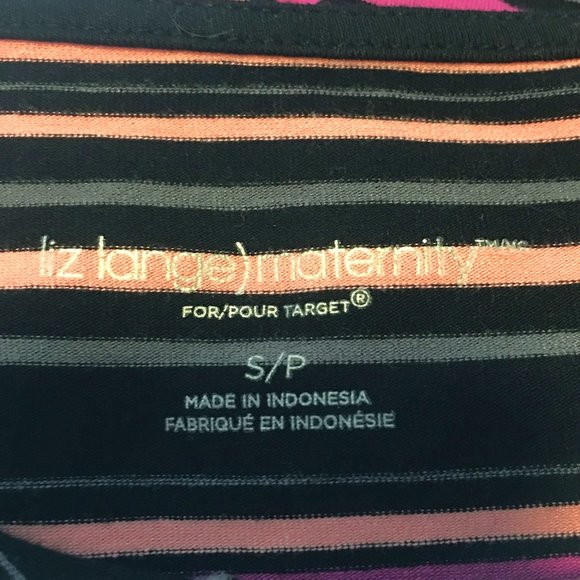 liz lange) maternity TM/MC
FOR/POUR TARGET®
S/P
MADE IN INDONESIA
FABRIQUÉ EN INDONÉSIE